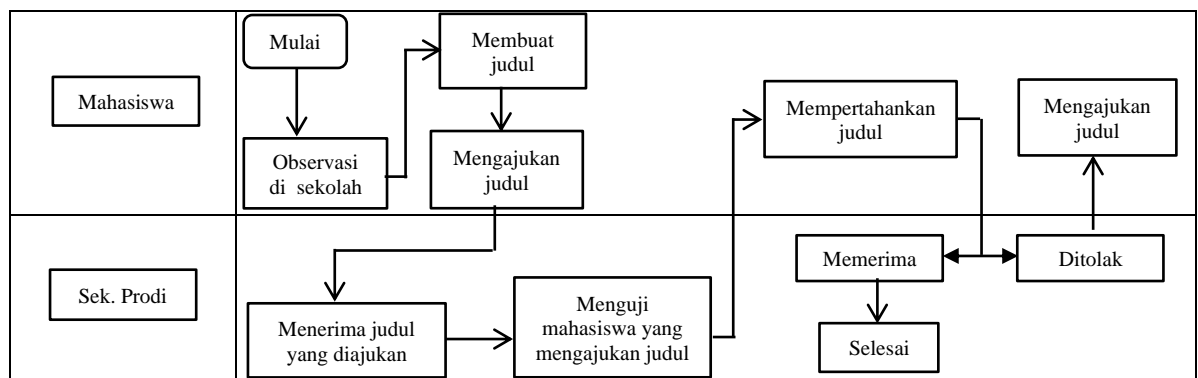 Mahasiswa
Mulai
Observasi
di sekolah
Membuat
judul
Mengajukan
judul
Mempertahankan
judul
Mengajukan
judul
Sek. Prodi
Menerima judul
yang diajukan
Menguji
mahasiswa yang
mengajukan judul
Memerima
Ditolak
Selesai